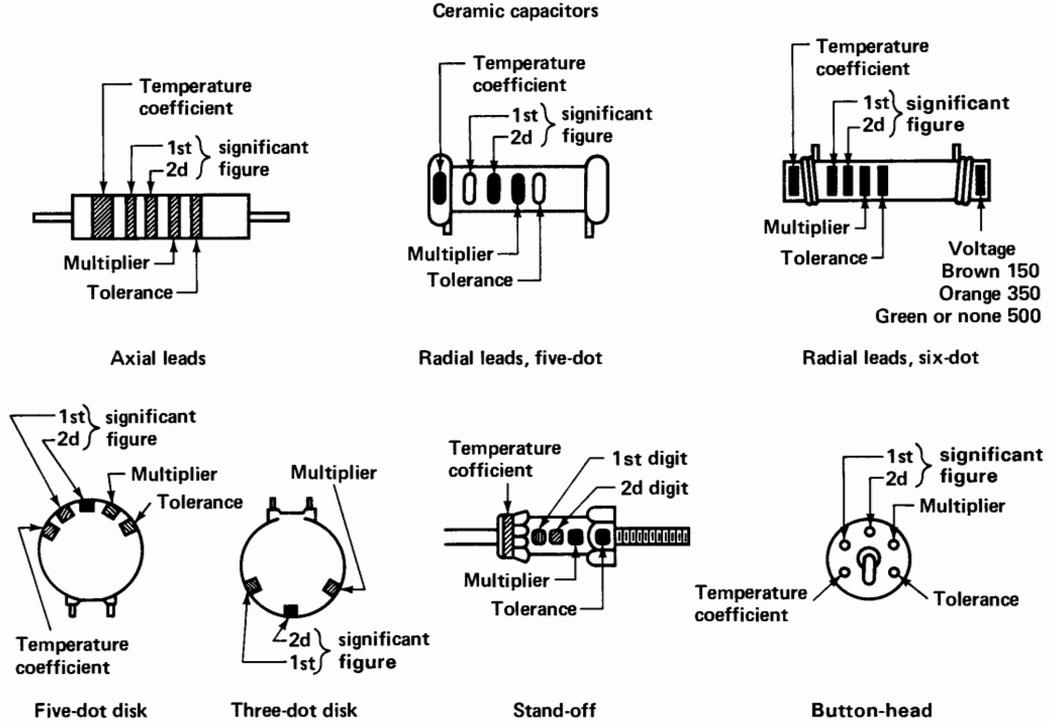 Ceramic capacitors
Temperature
coefficient
1st } significant
2d } figure
Multiplier
Tolerance
Axial leads
Temperature
coefficient
1st } significant
2d } figure
Multiplier
Tolerance
Radial leads, five-dot
Temperature
coefficient
1st } significant
2d } figure
Multiplier
Tolerance
Voltage
Brown 150
Orange 350
Green or none 500
Radial leads, six-dot
1st } significant
2d } figure
Multiplier
Tolerance
Temperature
coefficient
Five-dot disk
Multiplier
2d } significant
1st } figure
Three-dot disk
Temperature
cofficient
1st digit
2d digit
Multiplier
Tolerance
Stand-off
1st } significant
2d } figure
Multiplier
Temperature
coefficient
Tolerance
Button-head